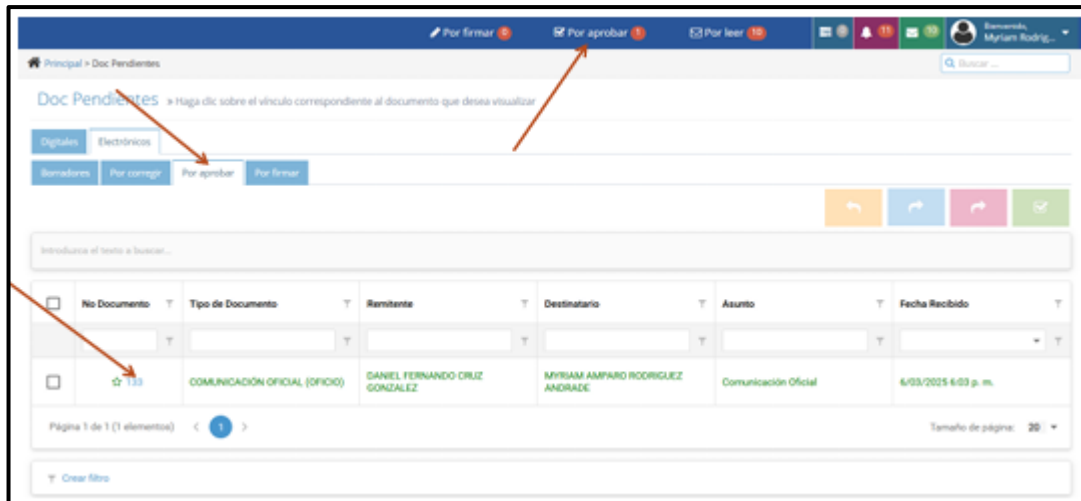 Por firmar 0 Por aprobar 1 Por leer 10 11 10 Bienvenido, Myriam Rodrig...
Principal » Doc Pendientes Buscar ...
Doc Pendientes » Haga clic sobre el vínculo correspondiente al documento que desea visualizar
Digitales Electrónicos
Borradores Por corregir Por aprobar Por firmar
Introduzca el texto a buscar...
No Documento Tipo de Documento Remitente Destinatario Asunto Fecha Recibido
133 COMUNICACIÓN OFICIAL (OFICIO) DANIEL FERNANDO CRUZ GONZALEZ MYRIAM AMPARO RODRIGUEZ ANDRADE Comunicación Oficial 6/03/2025 6:03 p. m.
Página 1 de 1 (1 elementos) 1 Tamaño de página: 20
Crear filtro